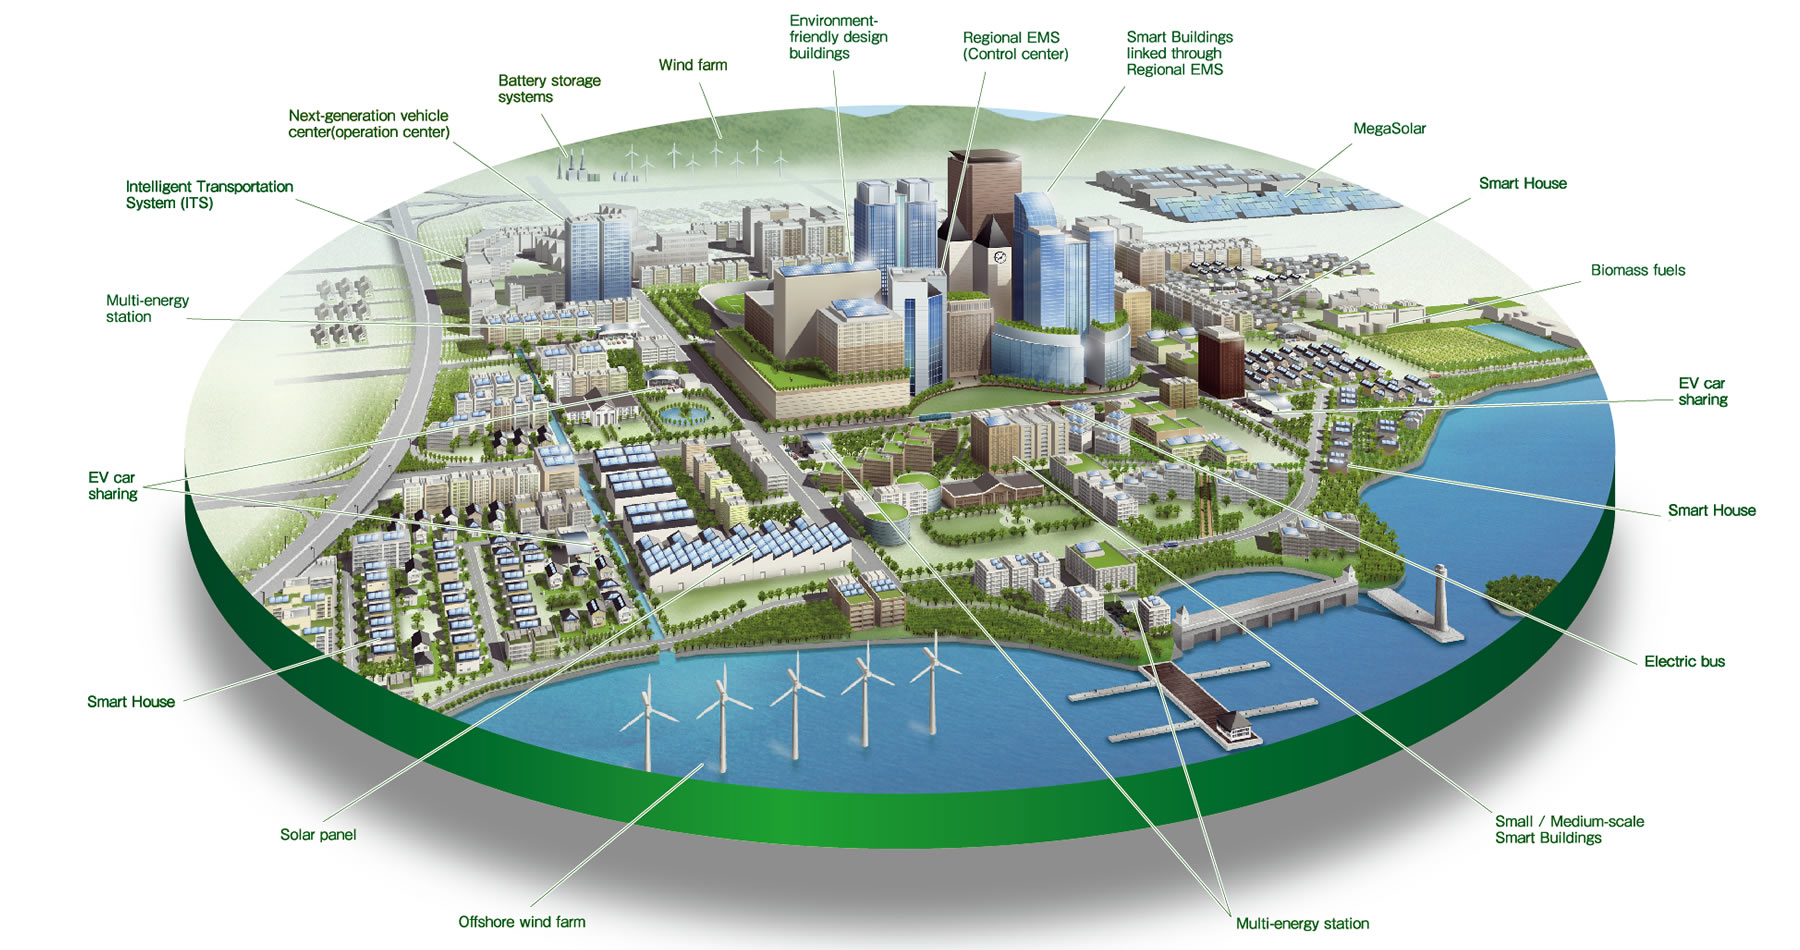 Environment-
friendly design
buildings
Regional EMS
(Control center)
Smart Buildings
linked through
Regional EMS
Wind farm
Battery storage
systems
Next-generation vehicle
center(operation center)
MegaSolar
Intelligent Transportation
System (ITS)
Smart House
Biomass fuels
Multi-energy
station
EV car
sharing
EV car
sharing
Smart House
Electric bus
Smart House
Solar panel
Small / Medium-scale
Smart Buildings
Offshore wind farm
Multi-energy station